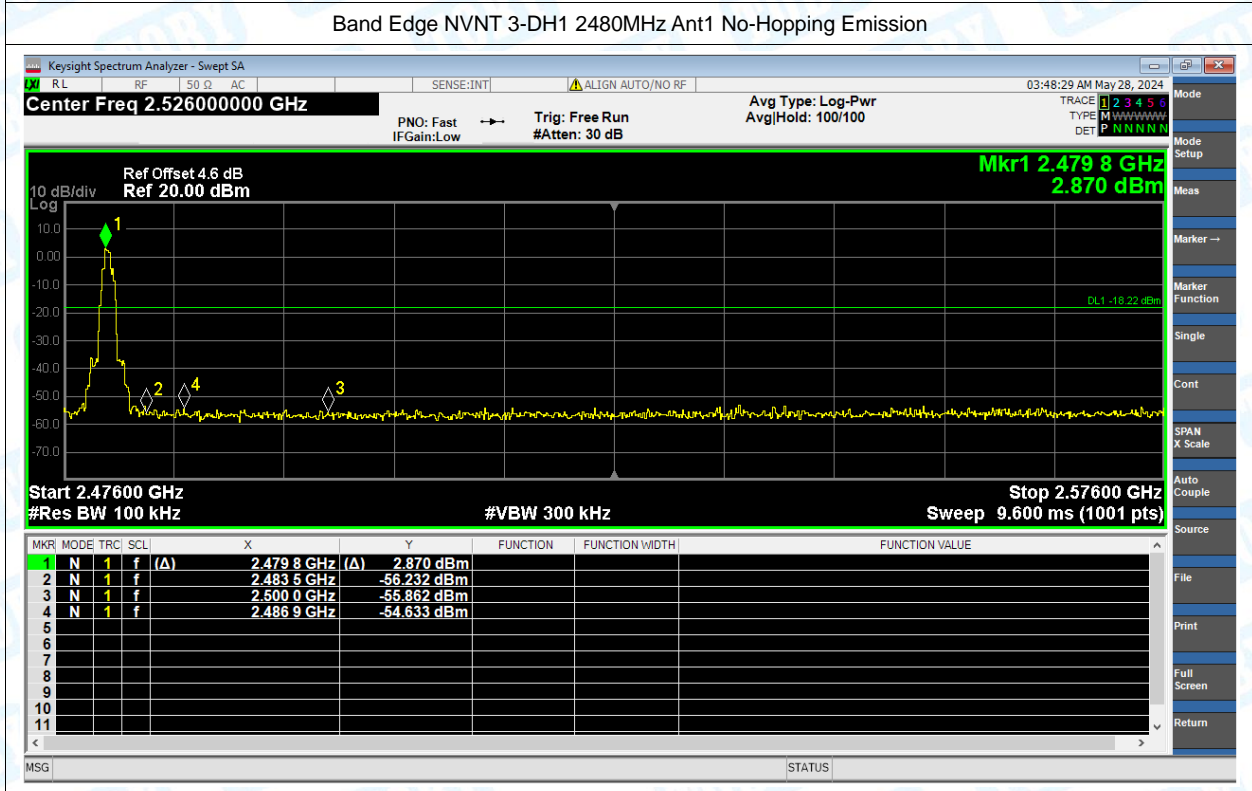 Band Edge NVNT 3-DH1 2480MHz Ant1 No-Hopping Emission
Keysight Spectrum Analyzer - Swept SA
LXI RL RF 50 Ω AC SENSE:INT ALIGN AUTO/NO RF 03:48:29 AM May 28, 2024
Center Freq 2.526000000 GHz
PNO: Fast
IFGain:Low
Trig: Free Run
#Atten: 30 dB
Avg Type: Log-Pwr
Avg|Hold: 100/100
TRACE 1 2 3 4 5 6
TYPE M WWWWW
DET P N N N N N
Mkr1 2.479 8 GHz
2.870 dBm
Ref Offset 4.6 dB
10 dB/div Ref 20.00 dBm
Log
10.0
0.00
-10.0
-20.0
-30.0
-40.0
-50.0
-60.0
-70.0
1
2
4
3
DL1 -18.22 dBm
Start 2.47600 GHz Stop 2.57600 GHz
#Res BW 100 kHz #VBW 300 kHz Sweep 9.600 ms (1001 pts)
MKR MODE TRC SCL X Y FUNCTION FUNCTION WIDTH FUNCTION VALUE
1 N 1 f (Δ) 2.479 8 GHz (Δ) 2.870 dBm
2 N 1 f 2.483 5 GHz -56.232 dBm
3 N 1 f 2.500 0 GHz -55.862 dBm
4 N 1 f 2.486 9 GHz -54.633 dBm
5
6
7
8
9
10
11
MSG STATUS
Mode
Mode
Setup
Meas
Marker →
Marker
Function
Single
Cont
SPAN
X Scale
Auto
Couple
Source
File
Print
Full
Screen
Return